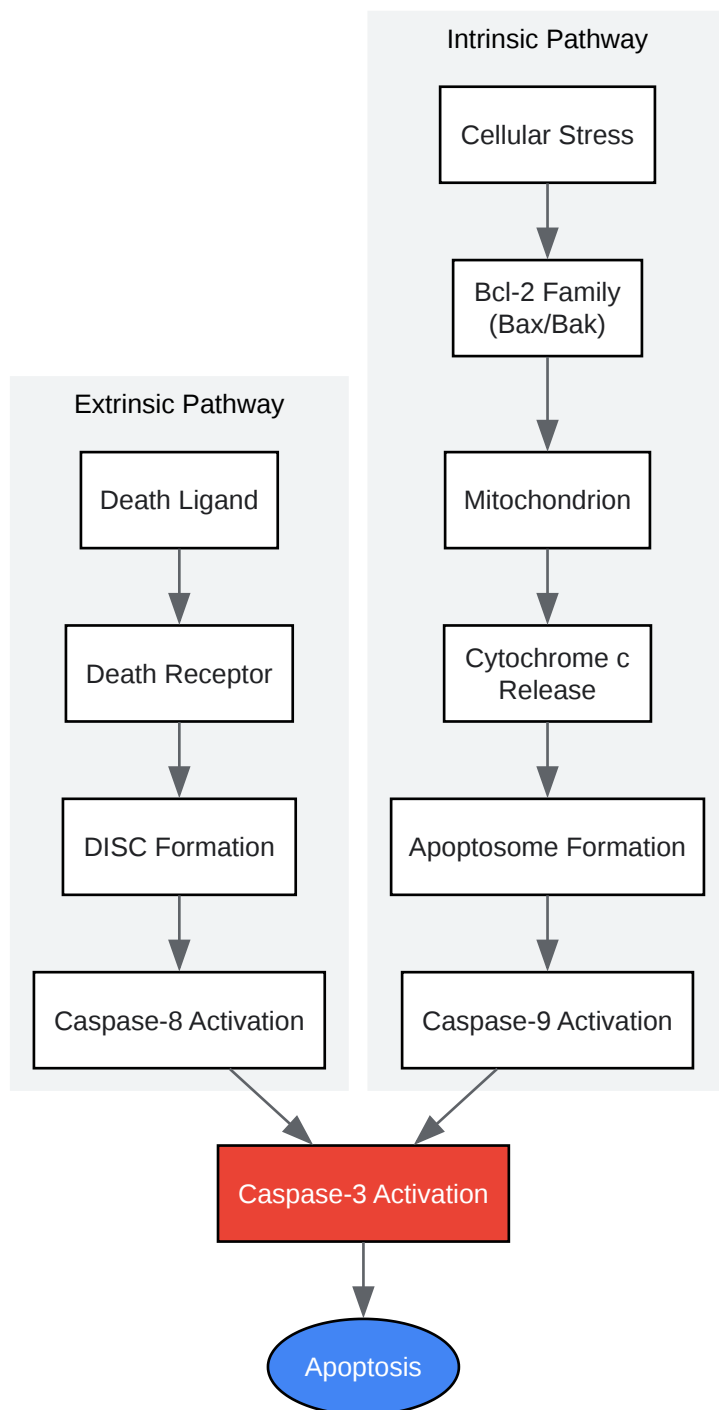 Intrinsic Pathway
Cellular Stress
Bcl-2 Family
(Bax/Bak)
Mitochondrion
Cytochrome c
Release
Apoptosome Formation
Caspase-9 Activation
Extrinsic Pathway
Death Ligand
Death Receptor
DISC Formation
Caspase-8 Activation
Caspase-3 Activation
Apoptosis